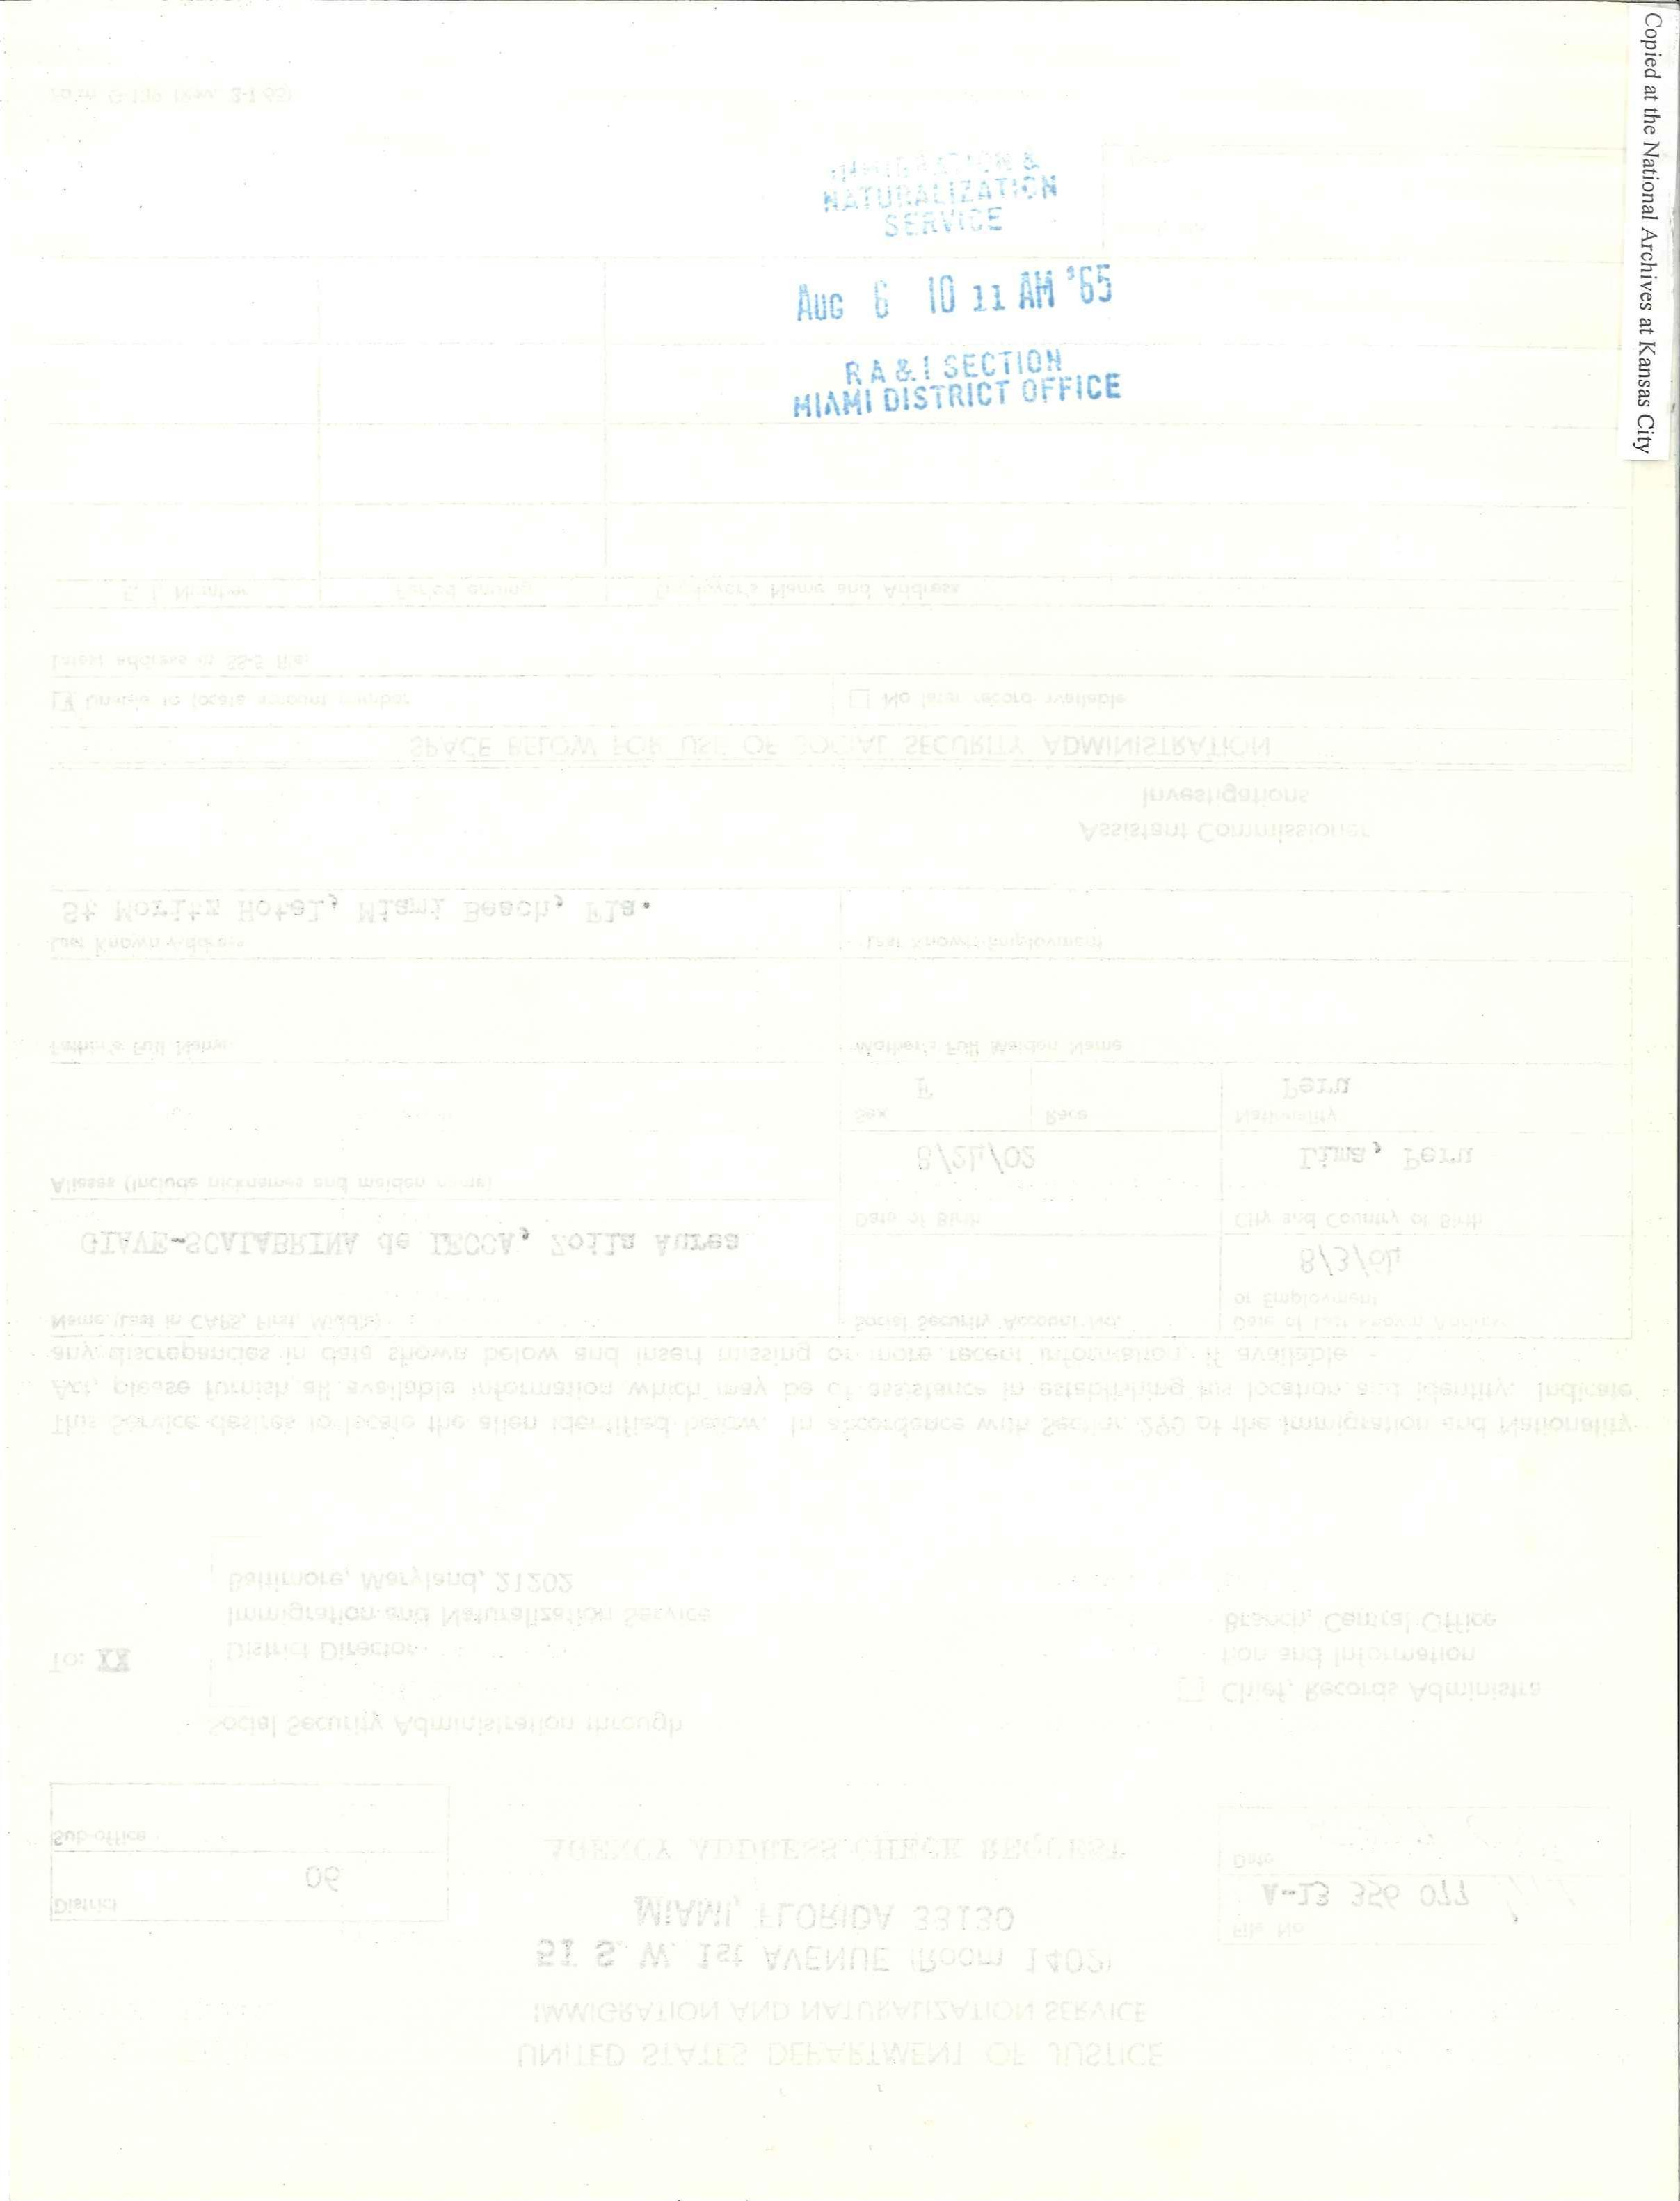 Copied at the National Archives at Kansas City
IMMIGRATION &
NATURALIZATION
SERVICE
AUG 6 10 11 AM '65
R A & I SECTION
MIAMI DISTRICT OFFICE
E. I. Number Period ending Employer's Name and Address
Latest address in SS-5 file:
Unable to locate account number No later record available
SPACE BELOW FOR USE OF SOCIAL SECURITY ADMINISTRATION
Investigations
Assistant Commissioner
St Moritz Hotel, Miami Beach, Fla.
Last Known Address Last Known Employment
Father's Full Name Mother's Full Maiden Name
F Peru
Sex Race Nationality
8/24/02 Lima, Peru
Aliases (Include nicknames and maiden name)
Date of Birth City and Country of Birth
GIAVE-SCALABRINA de LECCA, Zoila Aurea
8/3/64
or Employment
Name (Last in CAPS, First, Middle) Social Security Account No. Date of Last Known Address
any discrepancies in data shown below and insert missing or more recent information, if available
Act, please furnish all available information which may be of assistance in establishing his location and identity. Indicate
This Service desires to locate the alien identified below. In accordance with Section 290 of the Immigration and Nationality
Baltimore, Maryland, 21202
Immigration and Naturalization Service Branch, Central Office
To: XX District Director tion and Information
Chief, Records Administra
Social Security Administration through
Sub-office AGENCY ADDRESS CHECK REQUEST
Date
06 A-13 356 077
District MIAMI, FLORIDA 33130 File No
51 S. W. 1st AVENUE (Room 1402)
IMMIGRATION AND NATURALIZATION SERVICE
UNITED STATES DEPARTMENT OF JUSTICE